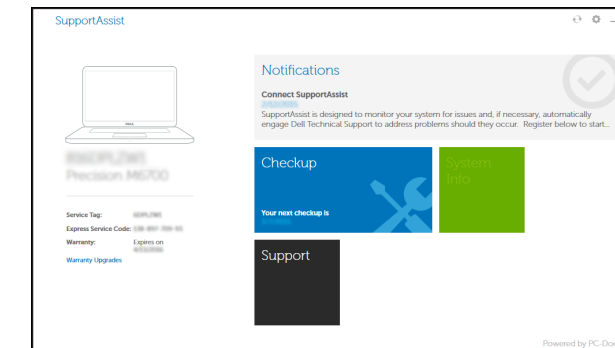 SupportAssist
Notifications
Connect SupportAssist
SupportAssist is designed to monitor your system for issues and, if necessary, automatically
engage Dell Technical Support to address problems should they occur. Register below to start...
DELL
Precision M6700
Checkup
System
Info
Your next checkup is
Service Tag:
Express Service Code:
Warranty: Expires on
Warranty Upgrades
Support
Powered by PC-Doc